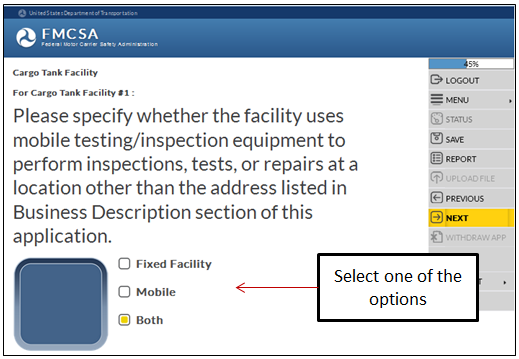 United States Department of Transportation
FMCSA
Federal Motor Carrier Safety Administration
Cargo Tank Facility
For Cargo Tank Facility #1 :
Please specify whether the facility uses
mobile testing/inspection equipment to
perform inspections, tests, or repairs at a
location other than the address listed in
Business Description section of this
application.
Fixed Facility
Mobile
Both
45%
LOGOUT
MENU
STATUS
SAVE
REPORT
UPLOAD FILE
PREVIOUS
NEXT
WITHDRAW APP
Select one of the
options